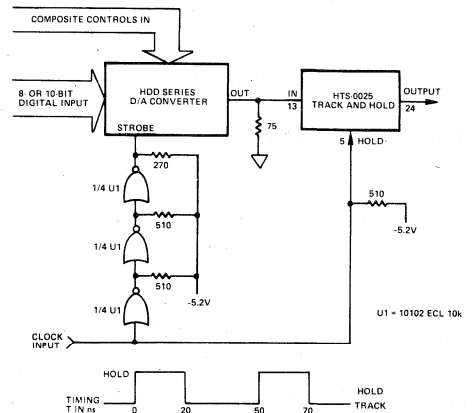 COMPOSITE CONTROLS IN
8- OR 10-BIT
DIGITAL INPUT
HDD SERIES
D/A CONVERTER
STROBE
OUT
IN
13
HTS-0025
TRACK AND HOLD
OUTPUT
24
75
5
HOLD
270
1/4 U1
510
510
-5.2V
1/4 U1
510
1/4 U1
-5.2V
U1 = 10102 ECL 10k
CLOCK
INPUT
HOLD
HOLD
TIMING
T IN ns
0
20
50
70
TRACK